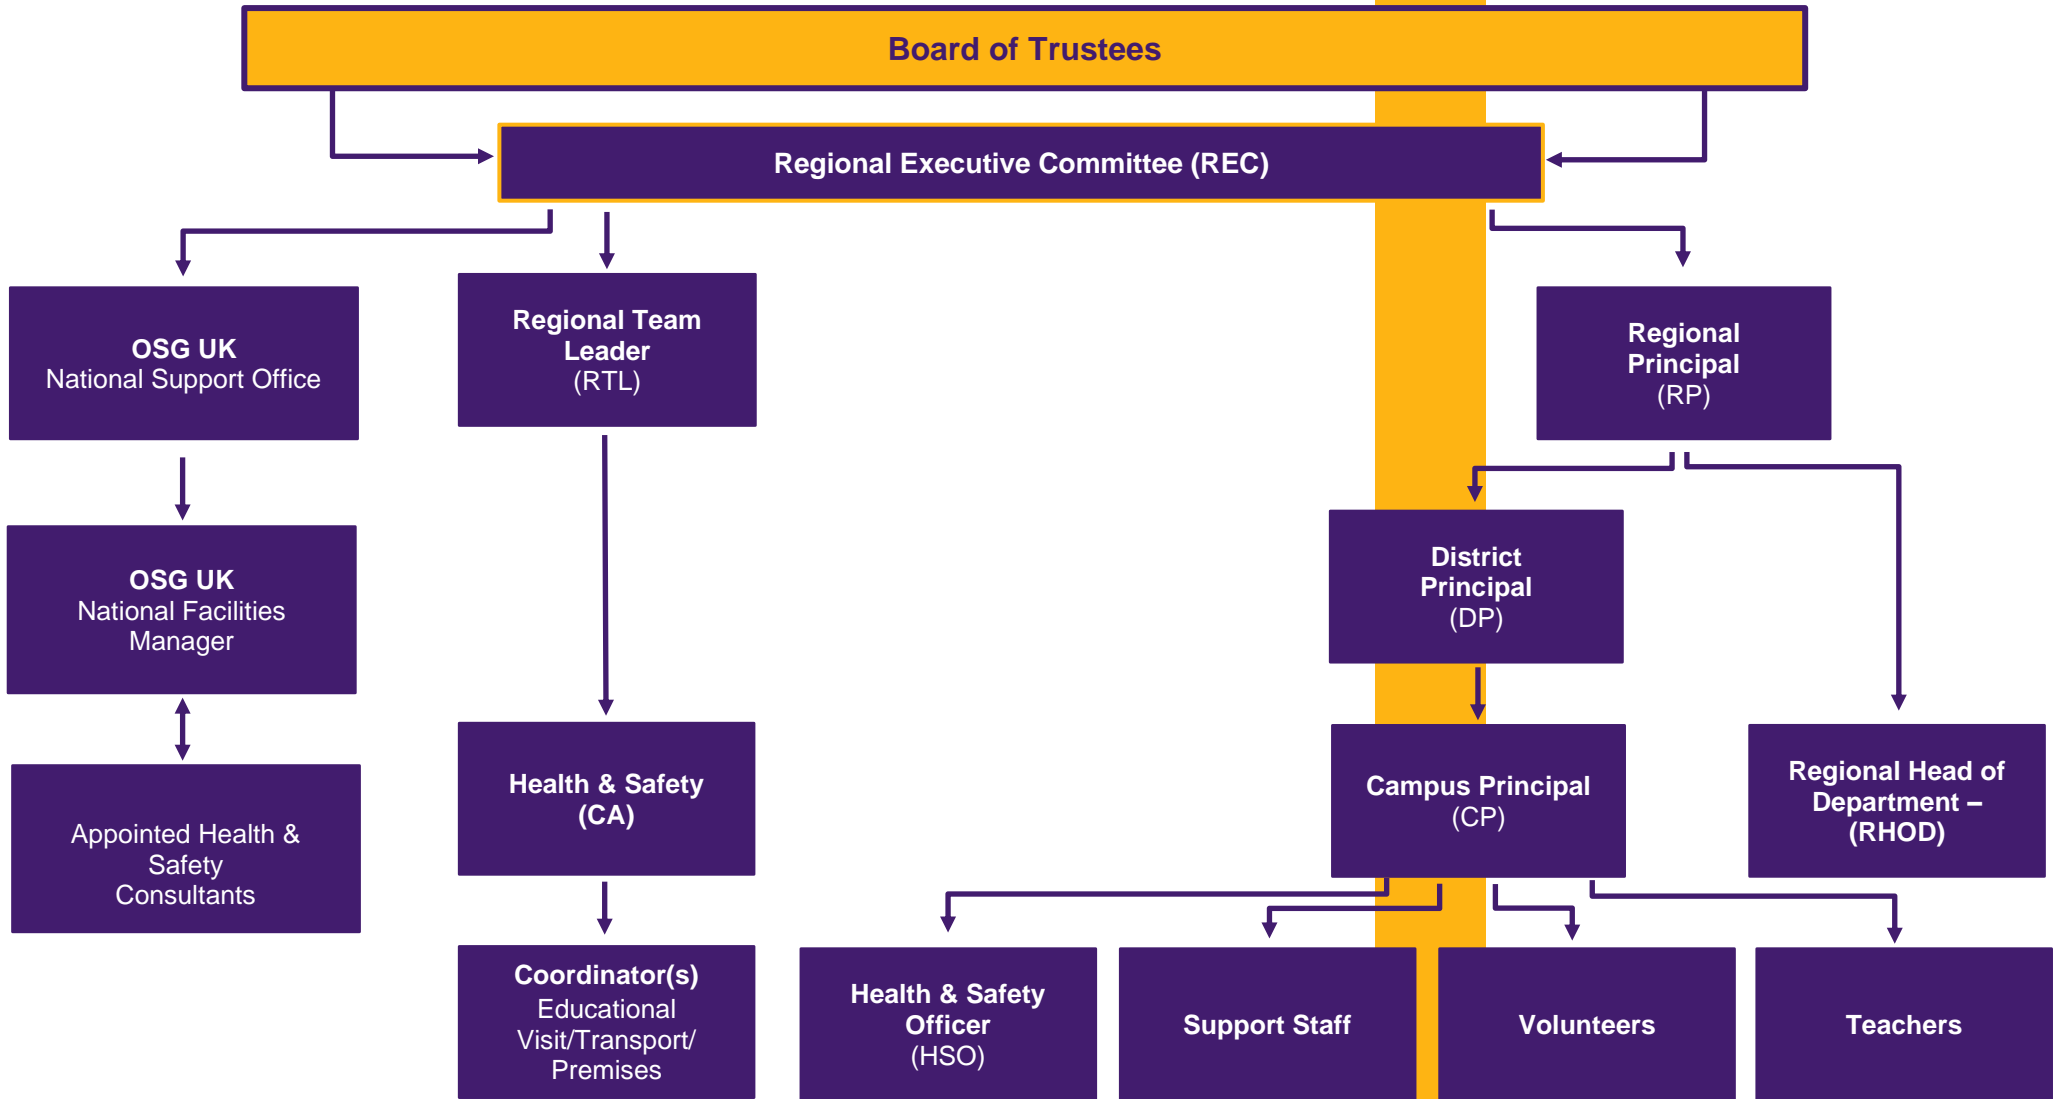 Board of Trustees
Regional Executive Committee (REC)
OSG UK
National Support Office
Regional Team
Leader
(RTL)
Regional
Principal
(RP)
OSG UK
National Facilities
Manager
District
Principal
(DP)
Appointed Health &
Safety
Consultants
Health & Safety
(CA)
Campus Principal
(CP)
Regional Head of
Department –
(RHOD)
Coordinator(s)
Educational
Visit/Transport/
Premises
Health & Safety
Officer
(HSO)
Support Staff
Volunteers
Teachers